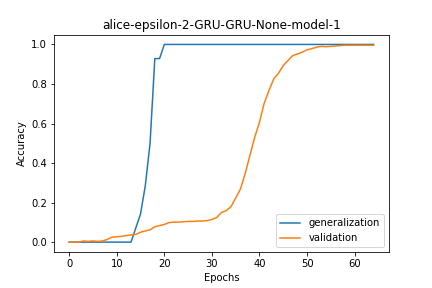 alice-epsilon-2-GRU-GRU-None-model-1
Accuracy
1.0
0.8
0.6
0.4
0.2
0.0
0 10 20 30 40 50 60
Epochs
generalization
validation